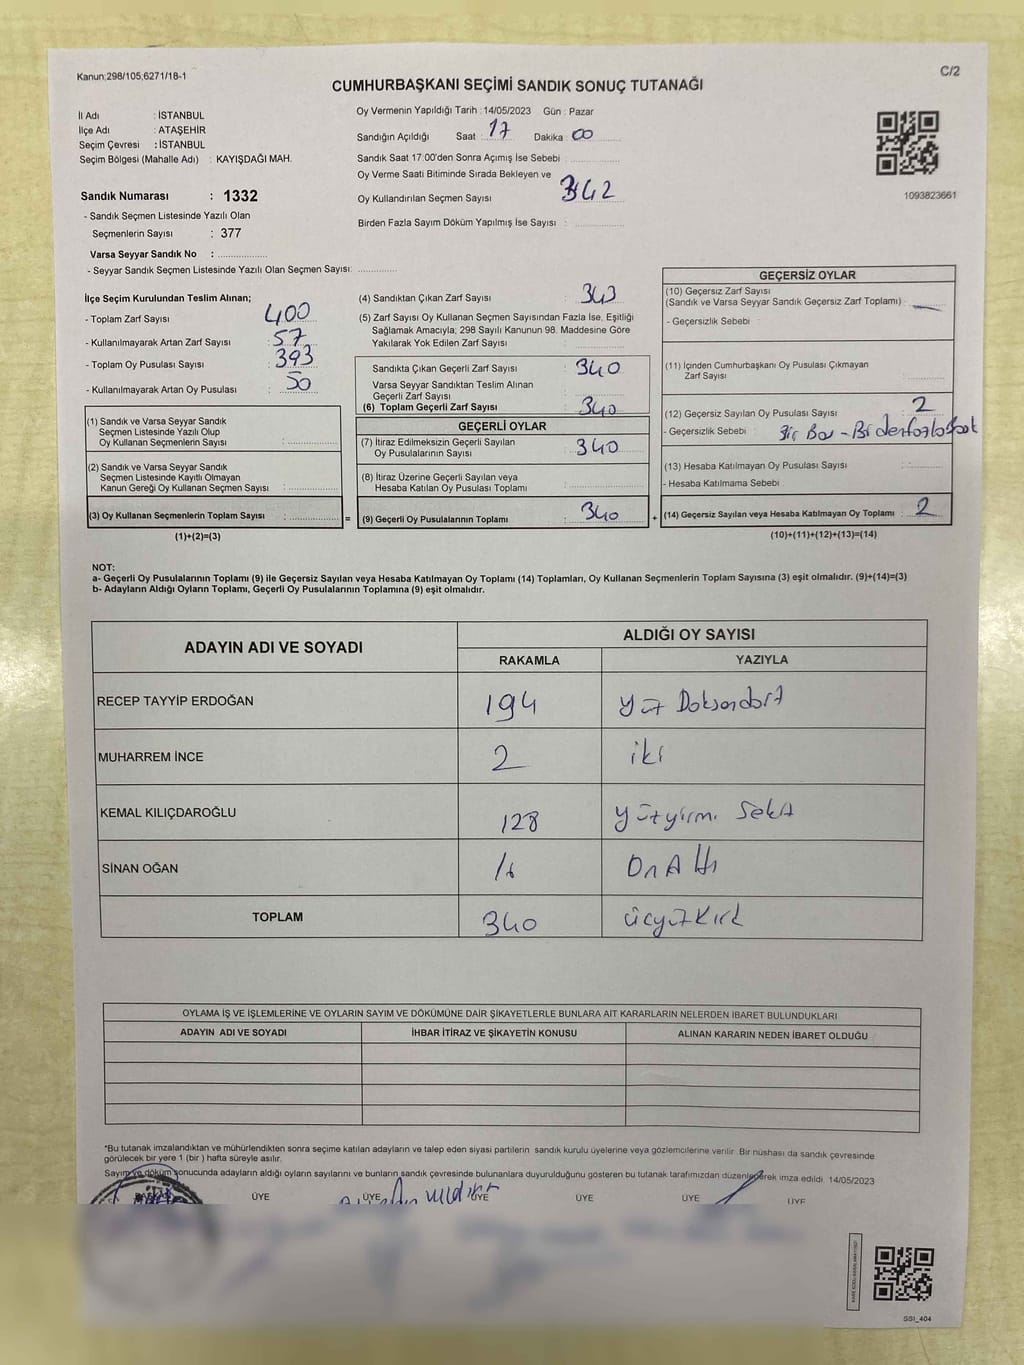 Kanun;298/105,6271/18-1
C/2
CUMHURBAŞKANI SEÇİMİ SANDIK SONUÇ TUTANAĞI
İl Adı : İSTANBUL
İlçe Adı : ATAŞEHİR
Seçim Çevresi : İSTANBUL
Seçim Bölgesi (Mahalle Adı) : KAYIŞDAĞI MAH.
Sandık Numarası : 1332
- Sandık Seçmen Listesinde Yazılı Olan
Seçmenlerin Sayısı : 377
Varsa Seyyar Sandık No :
- Seyyar Sandık Seçmen Listesinde Yazılı Olan Seçmen Sayısı:
Oy Vermenin Yapıldığı Tarih : 14/05/2023 Gün : Pazar
Sandığın Açıldığı Saat : 17 Dakika : 00
Sandık Saat 17:00'den Sonra Açımış İse Sebebi
Oy Verme Saati Bitiminde Sırada Bekleyen ve
Oy Kullandırılan Seçmen Sayısı : 342
Birden Fazla Sayım Döküm Yapılmış İse Sayısı :
1093823661
İlçe Seçim Kurulundan Teslim Alınan;
- Toplam Zarf Sayısı : 400
- Kullanılmayarak Artan Zarf Sayısı : 57
- Toplam Oy Pusulası Sayısı : 393
- Kullanılmayarak Artan Oy Pusulası : 50
(1) Sandık ve Varsa Seyyar Sandık
Seçmen Listesinde Yazılı Olup
Oy Kullanan Seçmenlerin Sayısı :
(2) Sandık ve Varsa Seyyar Sandık
Seçmen Listesinde Kayıtlı Olmayan
Kanun Gereği Oy Kullanan Seçmen Sayısı :
(3) Oy Kullanan Seçmenlerin Toplam Sayısı : =
(1)+(2)=(3)
(4) Sandıktan Çıkan Zarf Sayısı : 343
(5) Zarf Sayısı Oy Kullanan Seçmen Sayısından Fazla İse, Eşitliği
Sağlamak Amacıyla; 298 Sayılı Kanunun 98. Maddesine Göre
Yakılarak Yok Edilen Zarf Sayısı :
Sandıkta Çıkan Geçerli Zarf Sayısı : 340
Varsa Seyyar Sandıktan Teslim Alınan
Geçerli Zarf Sayısı :
(6) Toplam Geçerli Zarf Sayısı : 340
GEÇERLİ OYLAR
(7) İtiraz Edilmeksizin Geçerli Sayılan
Oy Pusulalarının Sayısı : 340
(8) İtiraz Üzerine Geçerli Sayılan veya
Hesaba Katılan Oy Pusulası Toplamı :
(9) Geçerli Oy Pusulalarının Toplamı : 340 +
GEÇERSİZ OYLAR
(10) Geçersiz Zarf Sayısı
(Sandık ve Varsa Seyyar Sandık Geçersiz Zarf Toplamı) : —
- Geçersizlik Sebebi :
(11) İçinden Cumhurbaşkanı Oy Pusulası Çıkmayan
Zarf Sayısı :
(12) Geçersiz Sayılan Oy Pusulası Sayısı : 2
- Geçersizlik Sebebi : Bir Boş - Birden fazla
(13) Hesaba Katılmayan Oy Pusulası Sayısı :
- Hesaba Katılmama Sebebi :
(14) Geçersiz Sayılan veya Hesaba Katılmayan Oy Toplamı : 2
(10)+(11)+(12)+(13)=(14)
NOT:
a- Geçerli Oy Pusulalarının Toplamı (9) ile Geçersiz Sayılan veya Hesaba Katılmayan Oy Toplamı (14) Toplamları, Oy Kullanan Seçmenlerin Toplam Sayısına (3) eşit olmalıdır. (9)+(14)=(3)
b- Adayların Aldığı Oyların Toplamı, Geçerli Oy Pusulalarının Toplamına (9) eşit olmalıdır.
ADAYIN ADI VE SOYADI ALDIĞI OY SAYISI
RAKAMLA YAZIYLA
RECEP TAYYİP ERDOĞAN 194 Yüz Doksandört
MUHARREM İNCE 2 iki
KEMAL KILIÇDAROĞLU 128 Yüzyirmi Sekiz
SİNAN OĞAN 16 OnAltı
TOPLAM 340 üçyüzKırk
OYLAMA İŞ VE İŞLEMLERİNE VE OYLARIN SAYIM VE DÖKÜMÜNE DAİR ŞİKAYETLERLE BUNLARA AİT KARARLARIN NELERDEN İBARET BULUNDUKLARI
ADAYIN ADI VE SOYADI İHBAR İTİRAZ VE ŞİKAYETİN KONUSU ALINAN KARARIN NEDEN İBARET OLDUĞU
*Bu tutanak imzalandıktan ve mühürlendikten sonra seçime katılan adayların ve talep eden siyasi partilerin sandık kurulu üyelerine veya gözlemcilerine verilir. Bir nüshası da sandık çevresinde
görülecek bir yere 1 (bir ) hafta süreyle asılır.
Sayım ve döküm sonucunda adayların aldığı oyların sayılarını ve bunların sandık çevresinde bulunanlara duyurulduğunu gösteren bu tutanak tarafımızdan düzenlenerek imza edildi. 14/05/2023
BAŞKAN ÜYE ÜYE ÜYE ÜYE ÜYE ÜYE
SSI_404